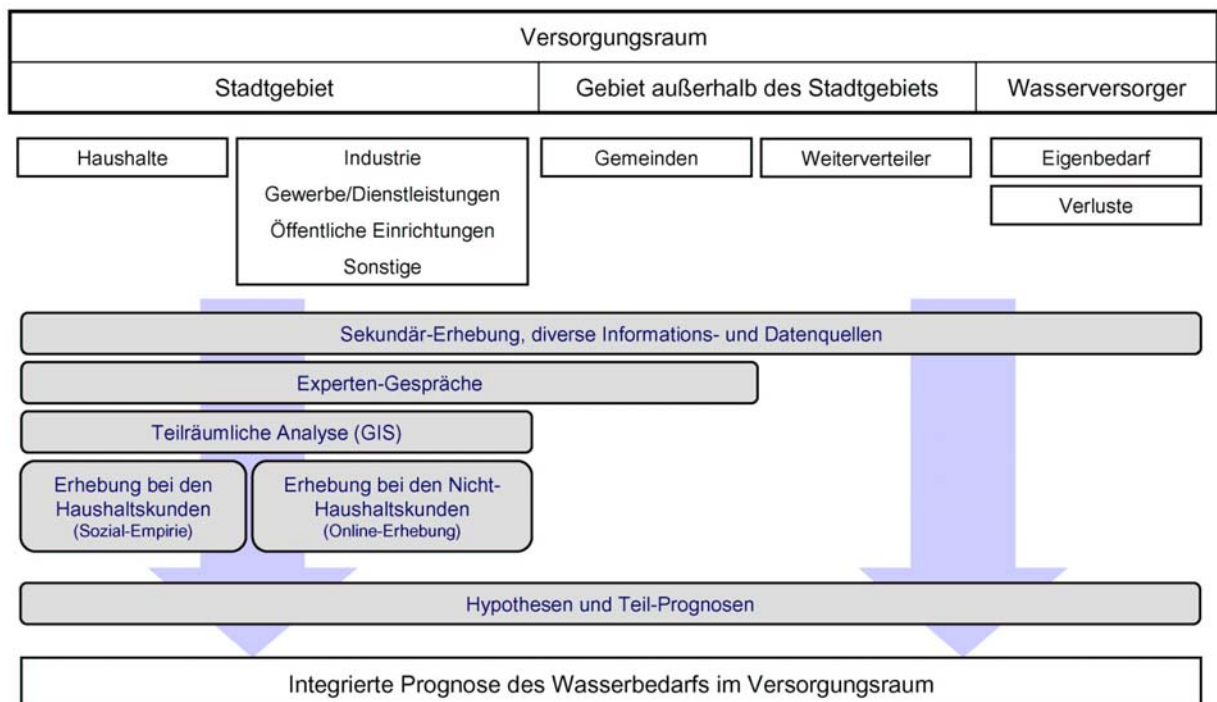 Versorgungsraum
Stadtgebiet
Gebiet außerhalb des Stadtgebiets
Wasserversorger
Haushalte
Industrie
Gewerbe/Dienstleistungen
Öffentliche Einrichtungen
Sonstige
Gemeinden
Weiterverteiler
Eigenbedarf
Verluste
Sekundär-Erhebung, diverse Informations- und Datenquellen
Experten-Gespräche
Teilräumliche Analyse (GIS)
Erhebung bei den
Haushaltskunden
(Sozial-Empirie)
Erhebung bei den Nicht-
Haushaltskunden
(Online-Erhebung)
Hypothesen und Teil-Prognosen
Integrierte Prognose des Wasserbedarfs im Versorgungsraum